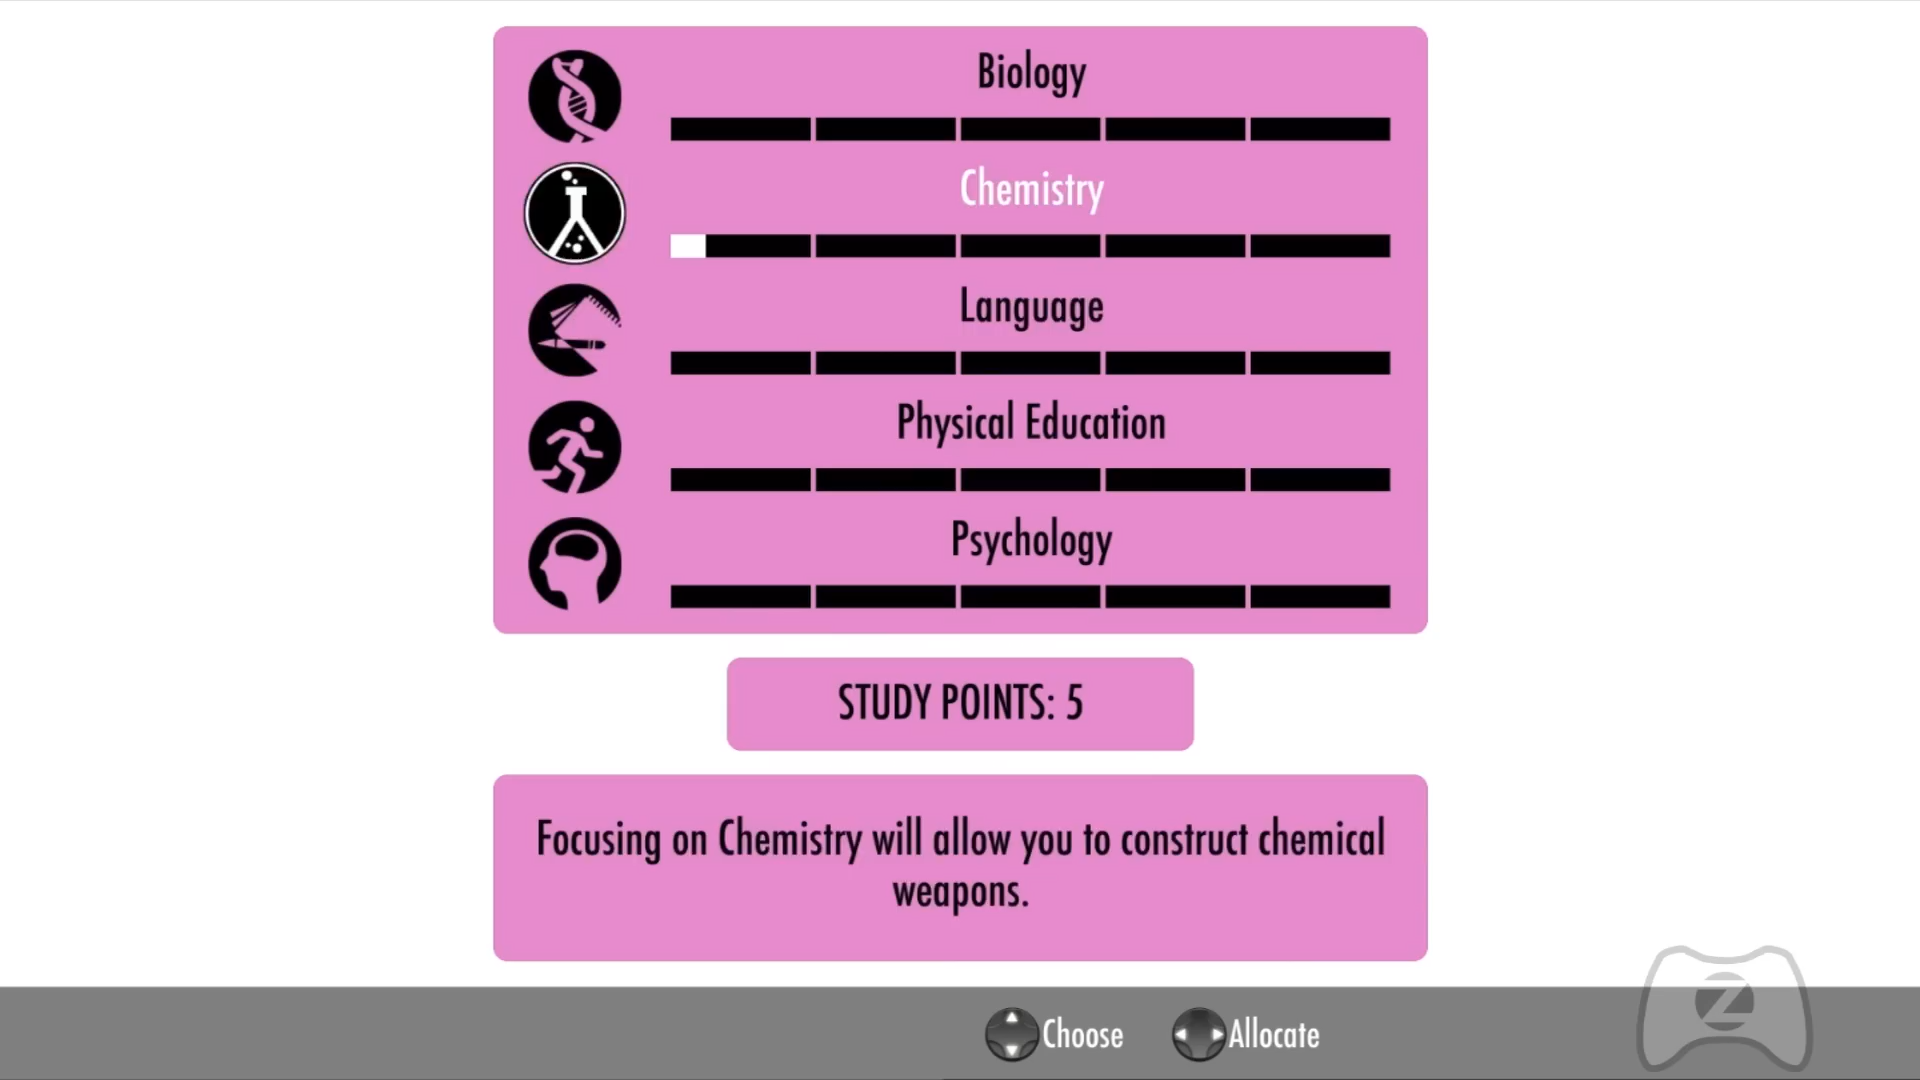 Biology
Chemistry
Language
Physical Education
Psychology
STUDY POINTS: 5
Focusing on Chemistry will allow you to construct chemical
weapons.
Choose Allocate
Z